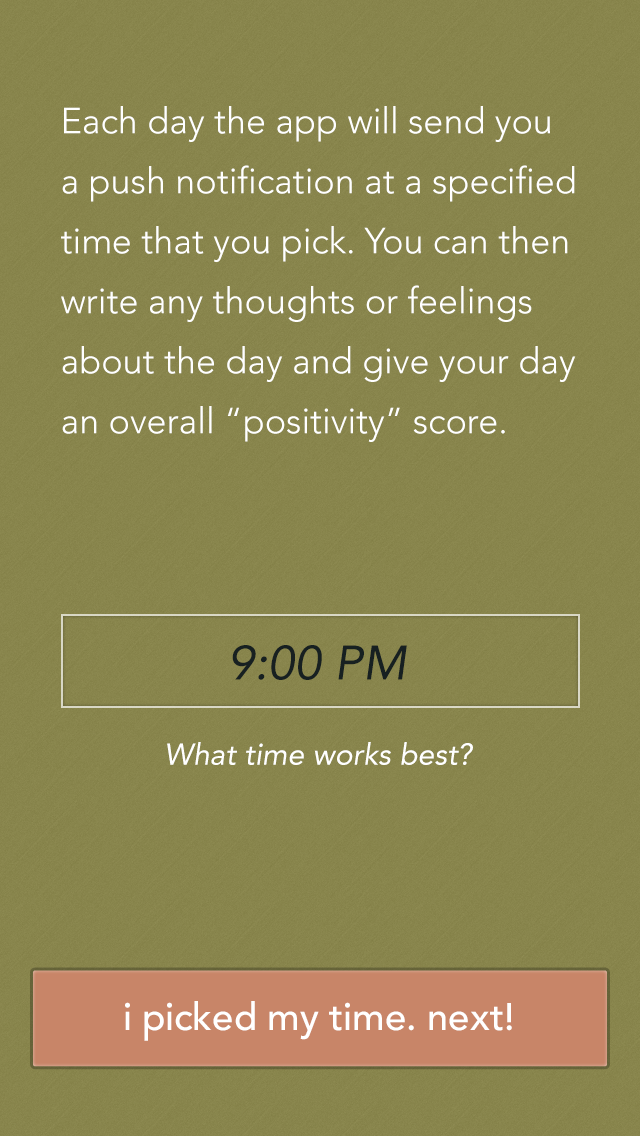 Each day the app will send you
a push notification at a specified
time that you pick. You can then
write any thoughts or feelings
about the day and give your day
an overall “positivity” score.
9:00 PM
What time works best?
i picked my time. next!